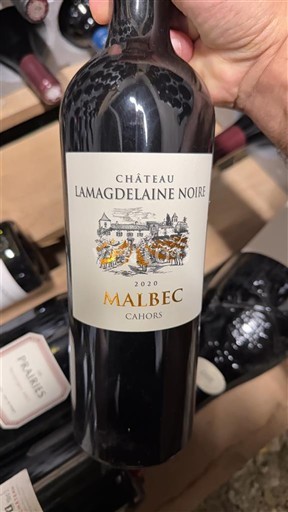 CHÂTEAU
LAMAGDELAINE NOIRE
2020
MALBEC
CAHORS
PRAIRIES